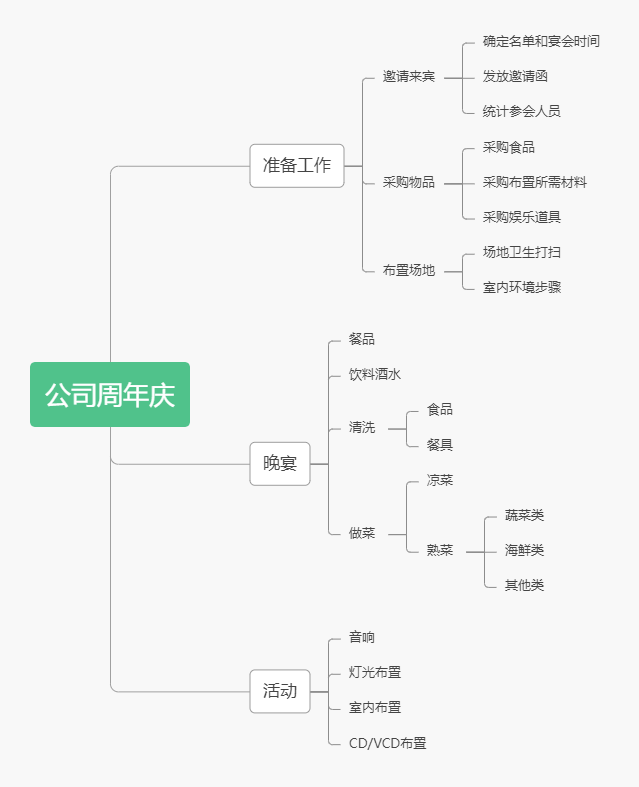 公司周年庆
准备工作
邀请来宾
确定名单和宴会时间
发放邀请函
统计参会人员
采购物品
采购食品
采购布置所需材料
采购娱乐道具
布置场地
场地卫生打扫
室内环境步骤
晚宴
餐品
饮料酒水
清洗
食品
餐具
做菜
凉菜
熟菜
蔬菜类
海鲜类
其他类
活动
音响
灯光布置
室内布置
CD/VCD布置